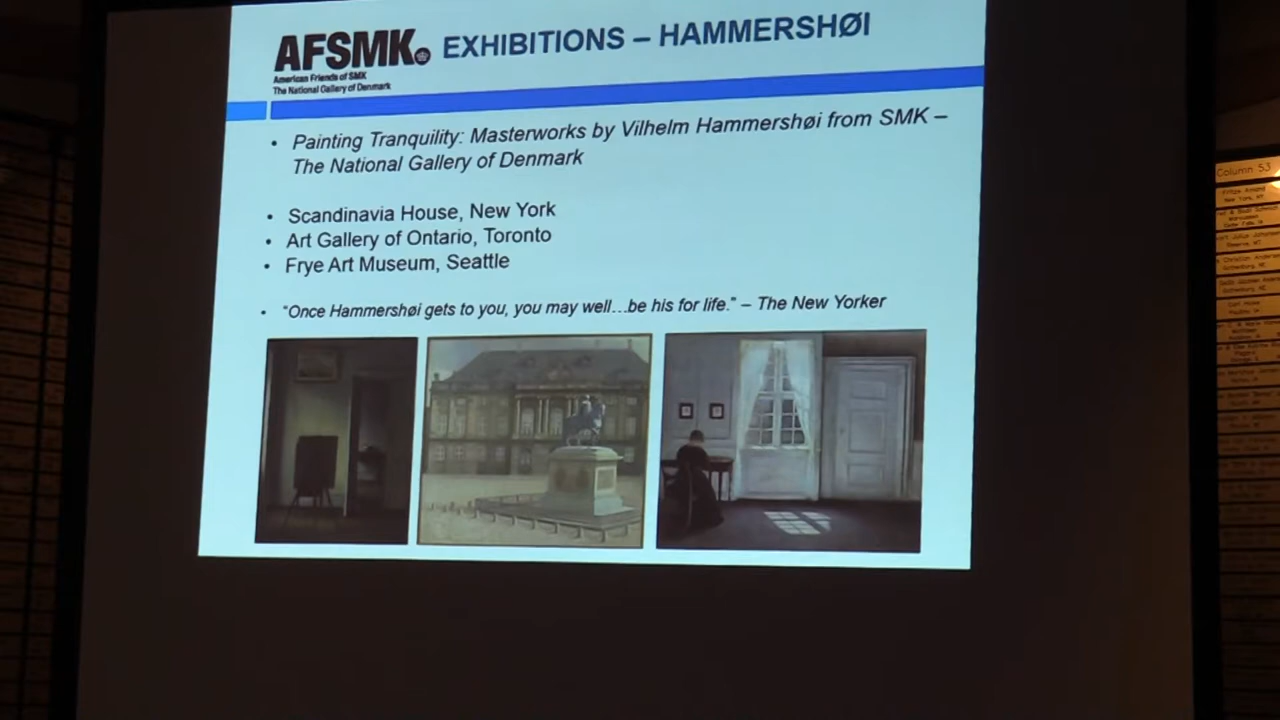 AFSMK
EXHIBITIONS – HAMMERSHØI
American Friends of SMK
The National Gallery of Denmark
• Painting Tranquility: Masterworks by Vilhelm Hammershøi from SMK –
The National Gallery of Denmark
• Scandinavia House, New York
• Art Gallery of Ontario, Toronto
• Frye Art Museum, Seattle
• "Once Hammershøi gets to you, you may well...be his for life." – The New Yorker
Column 53